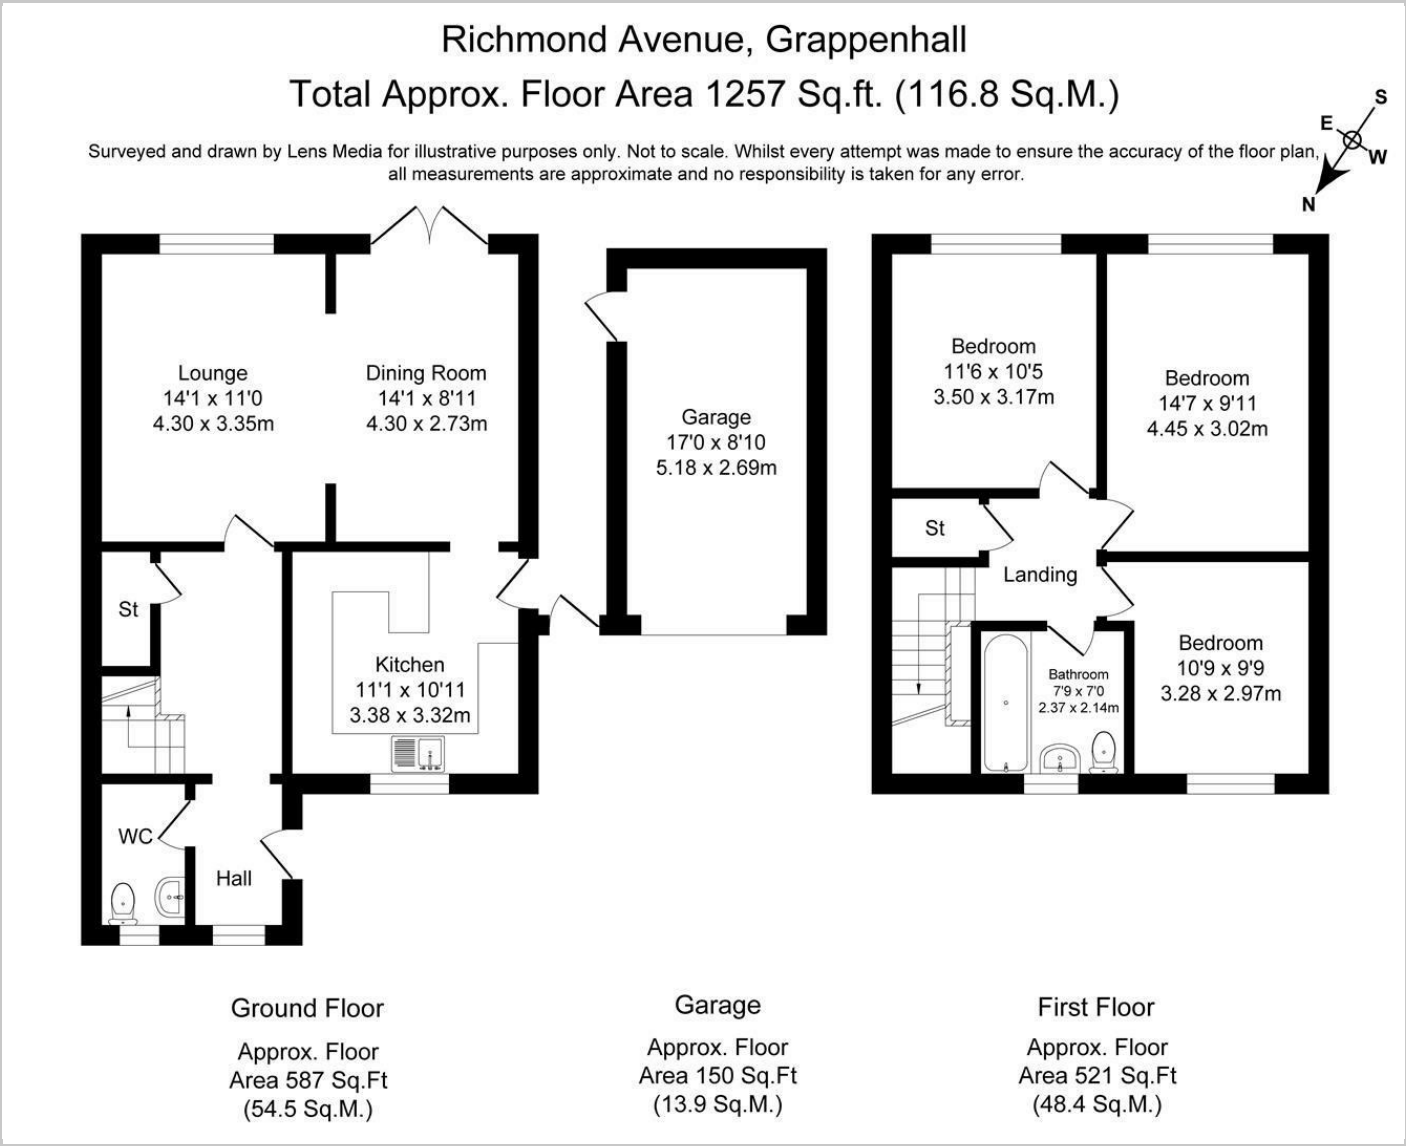 Richmond Avenue, Grappenhall
Total Approx. Floor Area 1257 Sq.ft. (116.8 Sq.M.)
Surveyed and drawn by Lens Media for illustrative purposes only. Not to scale. Whilst every attempt was made to ensure the accuracy of the floor plan,
all measurements are approximate and no responsibility is taken for any error.
S
E
W
N
Lounge
14'1 x 11'0
4.30 x 3.35m
Dining Room
14'1 x 8'11
4.30 x 2.73m
St
Kitchen
11'1 x 10'11
3.38 x 3.32m
WC
Hall
Garage
17'0 x 8'10
5.18 x 2.69m
Bedroom
11'6 x 10'5
3.50 x 3.17m
Bedroom
14'7 x 9'11
4.45 x 3.02m
St
Landing
Bathroom
7'9 x 7'0
2.37 x 2.14m
Bedroom
10'9 x 9'9
3.28 x 2.97m
Ground Floor
Approx. Floor
Area 587 Sq.Ft
(54.5 Sq.M.)
Garage
Approx. Floor
Area 150 Sq.Ft
(13.9 Sq.M.)
First Floor
Approx. Floor
Area 521 Sq.Ft
(48.4 Sq.M.)